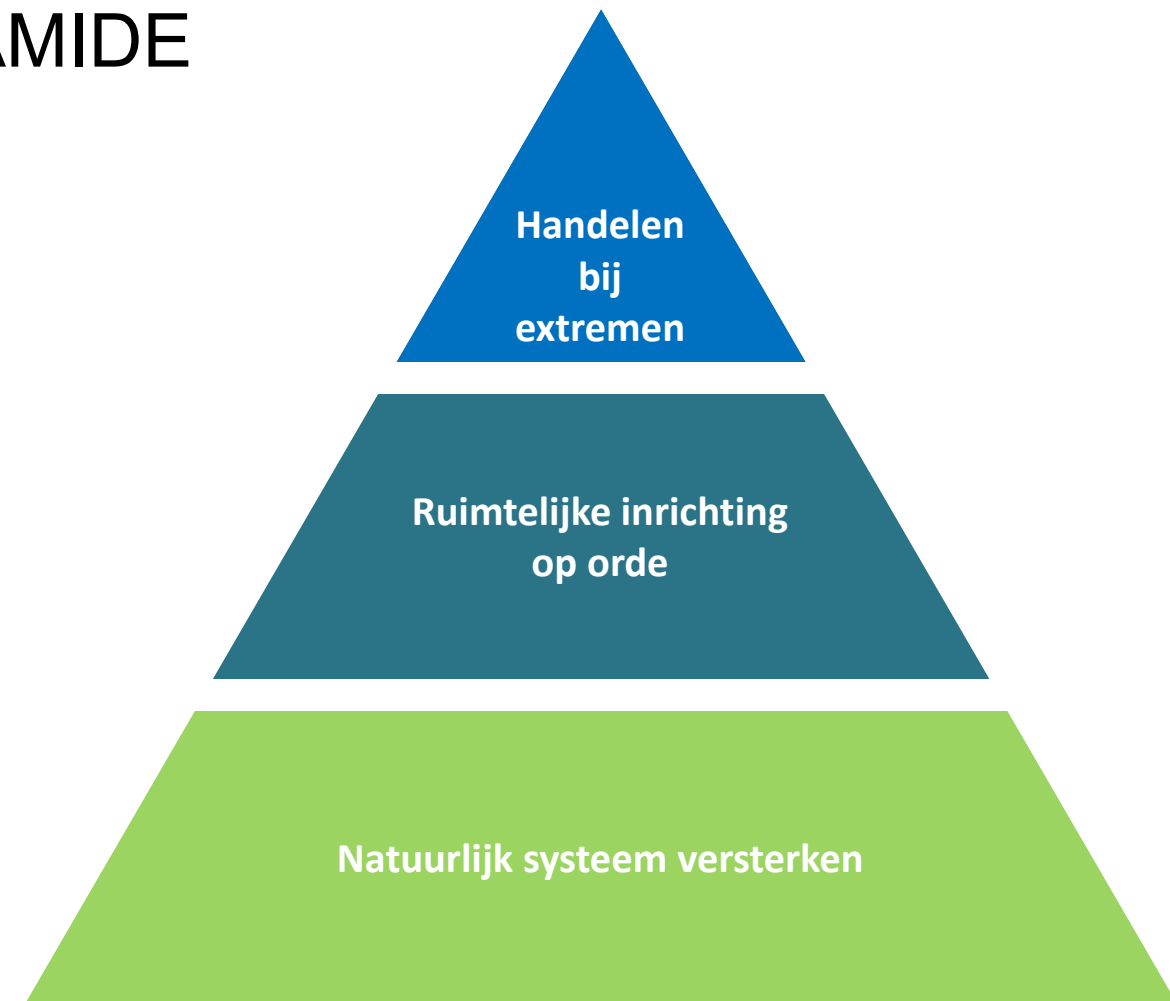 AMIDE
Handelen
bij
extremen
Ruimtelijke inrichting
op orde
Natuurlijk systeem versterken